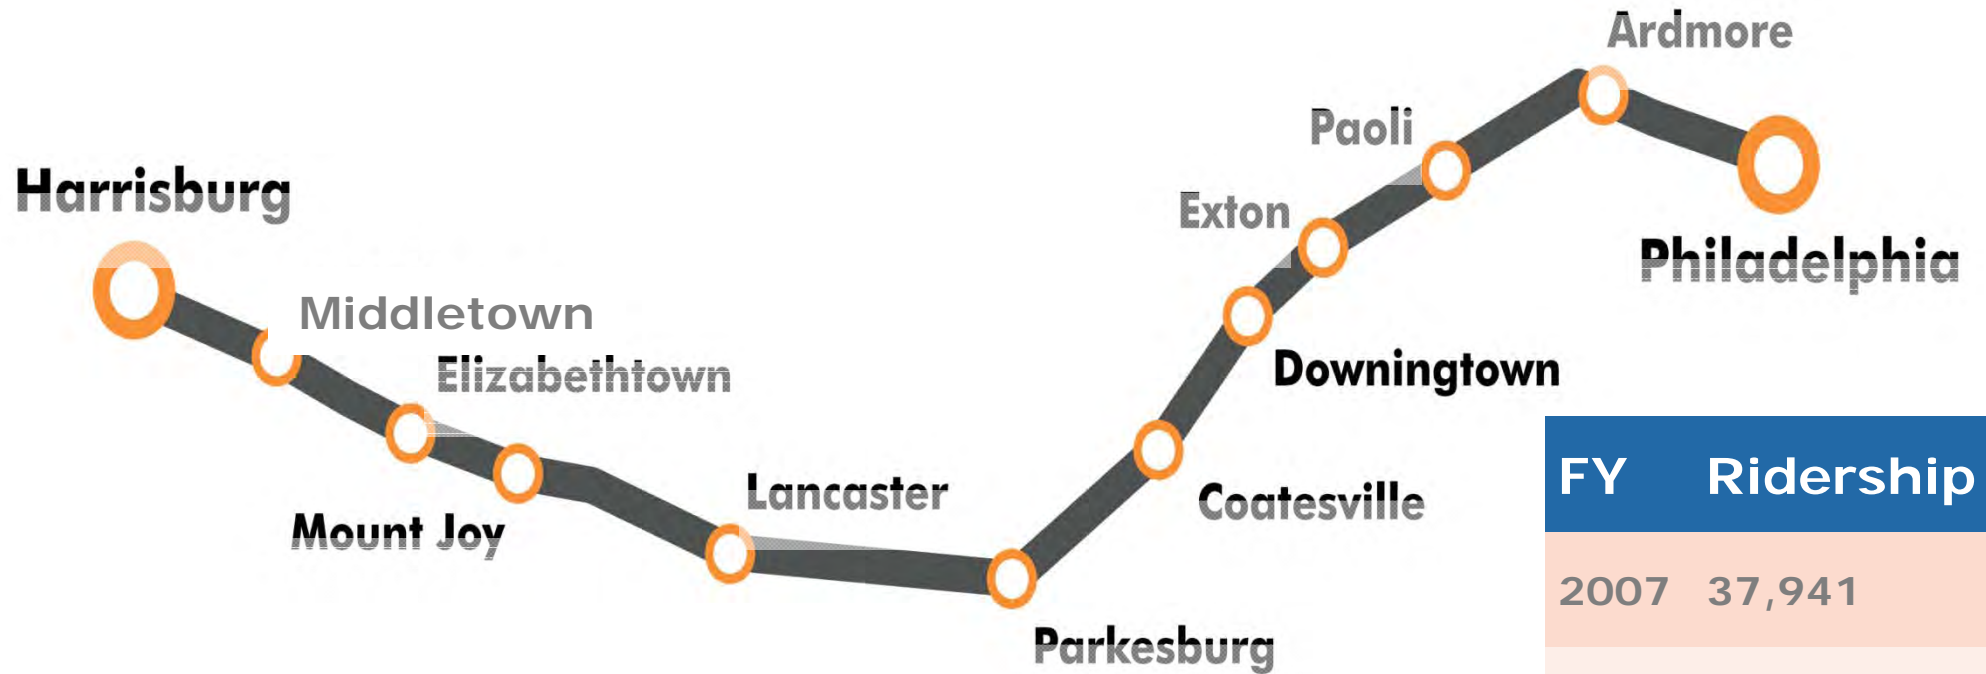 Ardmore
Paoli
Harrisburg
Exton
Philadelphia
Middletown
Elizabethtown
Downingtown
Lancaster
Coatesville
Mount Joy
Parkesburg
FY Ridership
2007 37,941